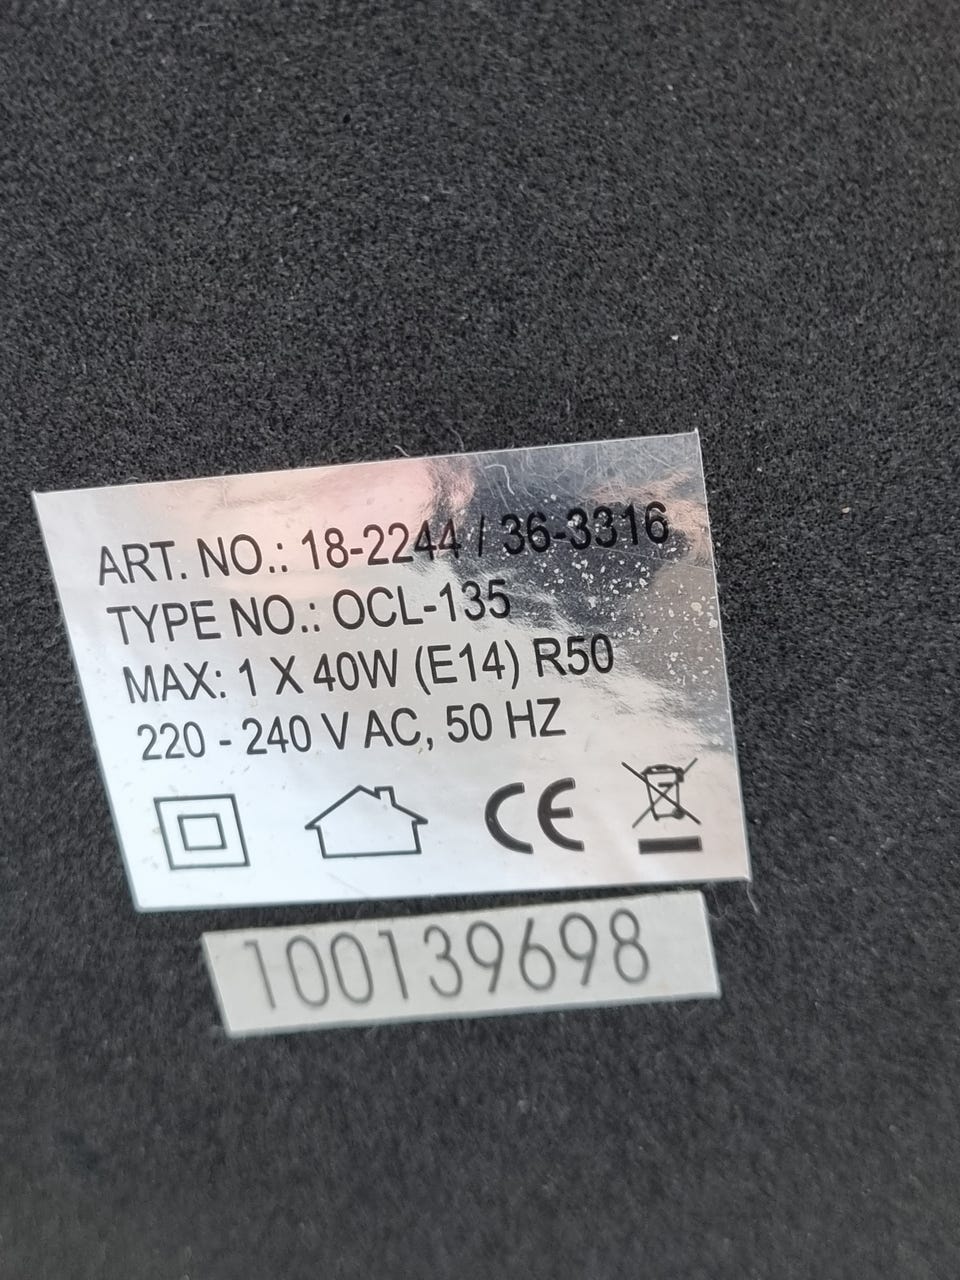 ART. NO.: 18-2244 / 36-3316
TYPE NO.: OCL-135
MAX: 1 X 40W (E14) R50
220 - 240 V AC, 50 HZ
CE
100139698